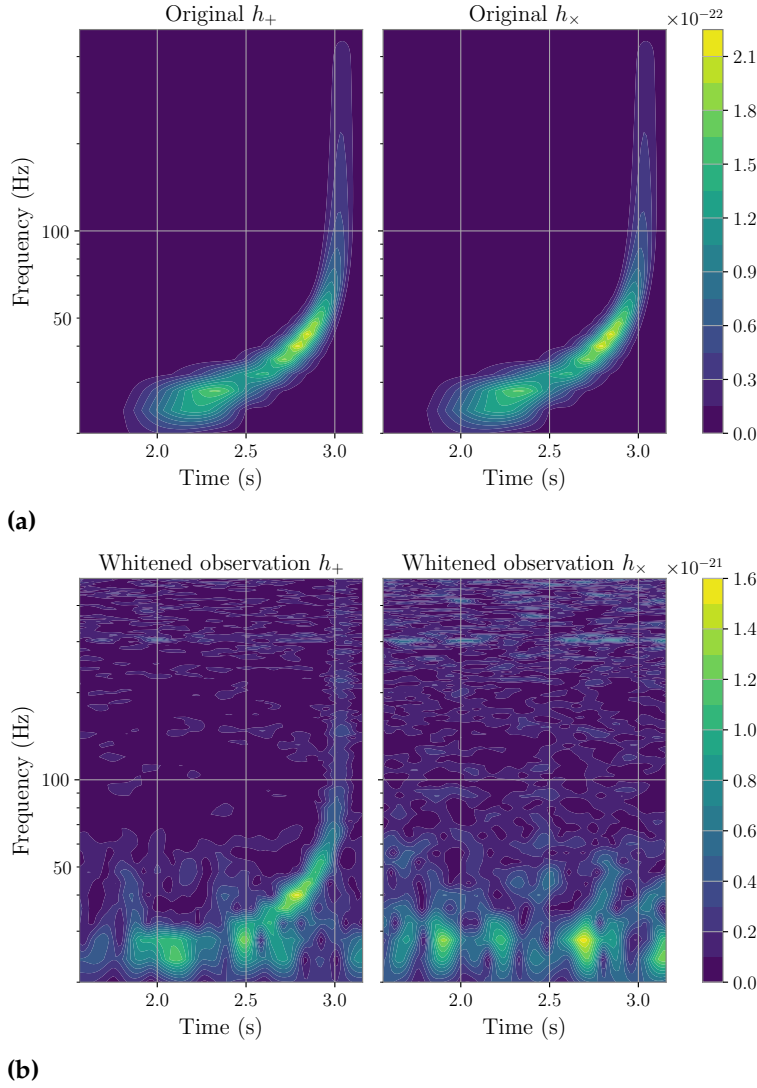 Original h₊
Original h×
×10⁻²²
Frequency (Hz)
100
50
2.0
2.5
3.0
Time (s)
2.0
2.5
3.0
Time (s)
2.1
1.8
1.5
1.2
0.9
0.6
0.3
0.0
(a)
Whitened observation h₊
Whitened observation h×
×10⁻²¹
Frequency (Hz)
100
50
2.0
2.5
3.0
Time (s)
2.0
2.5
3.0
Time (s)
1.6
1.4
1.2
1.0
0.8
0.6
0.4
0.2
0.0
(b)